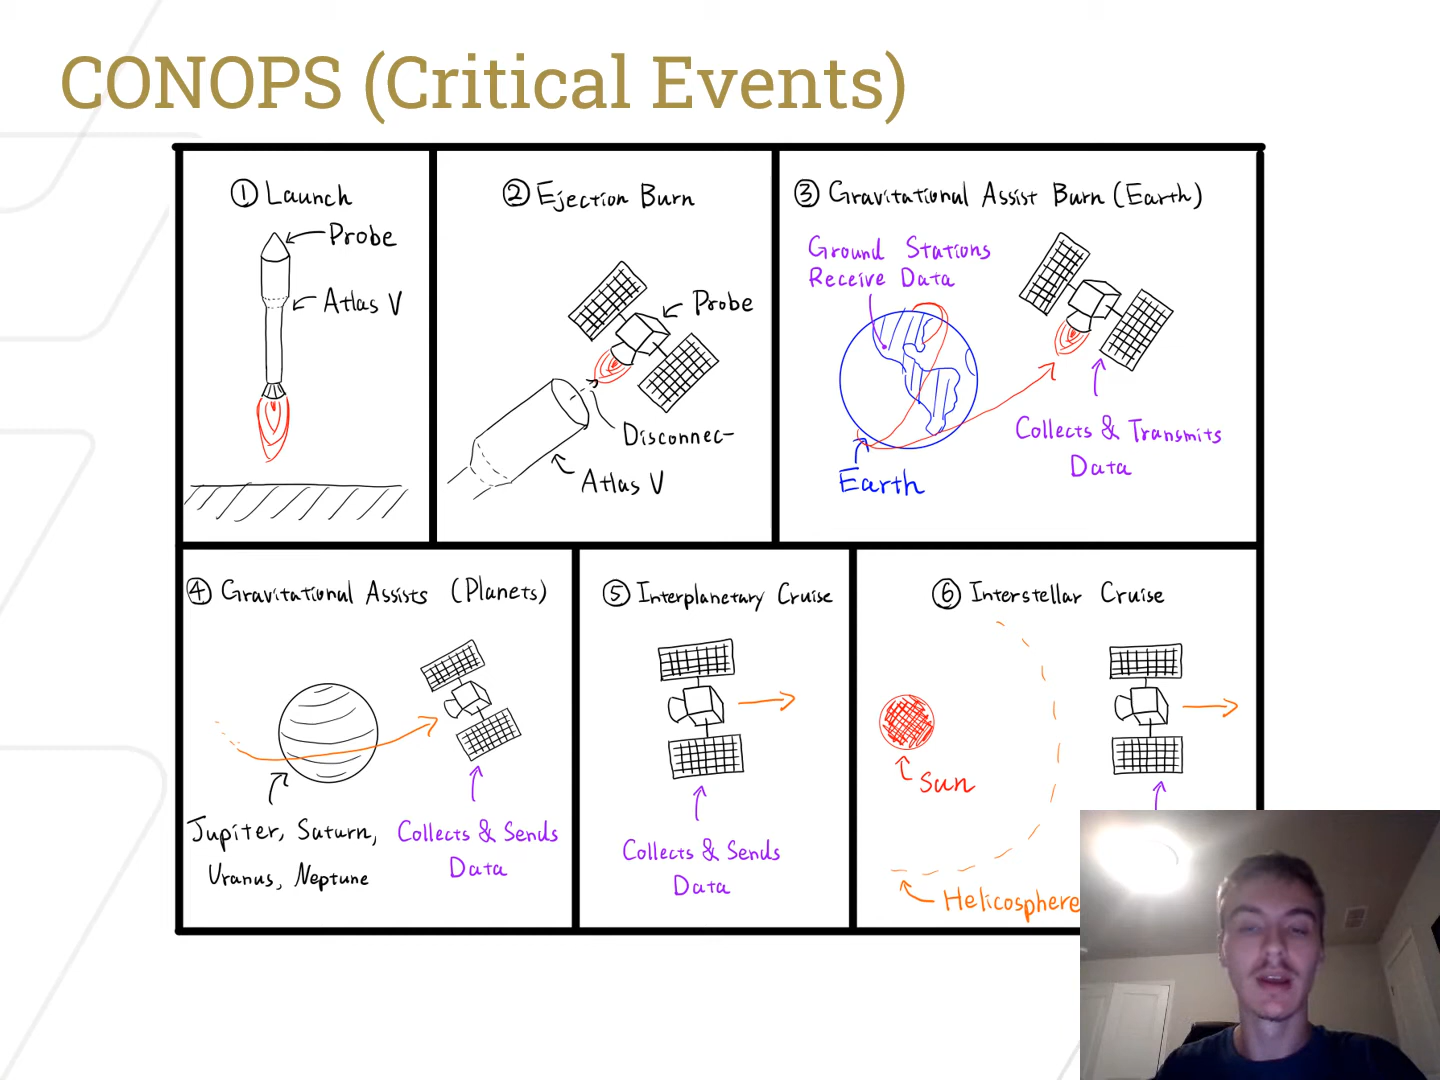 CONOPS (Critical Events)
① Launch
Probe
Atlas V
② Ejection Burn
Probe
Disconnec-
Atlas V
③ Gravitational Assist Burn (Earth)
Ground Stations
Receive Data
Collects & Transmits
Data
Earth
④ Gravitational Assists (Planets)
Jupiter, Saturn,
Uranus, Neptune
Collects & Sends
Data
⑤ Interplanetary Cruise
Collects & Sends
Data
⑥ Interstellar Cruise
Sun
Helicosphere